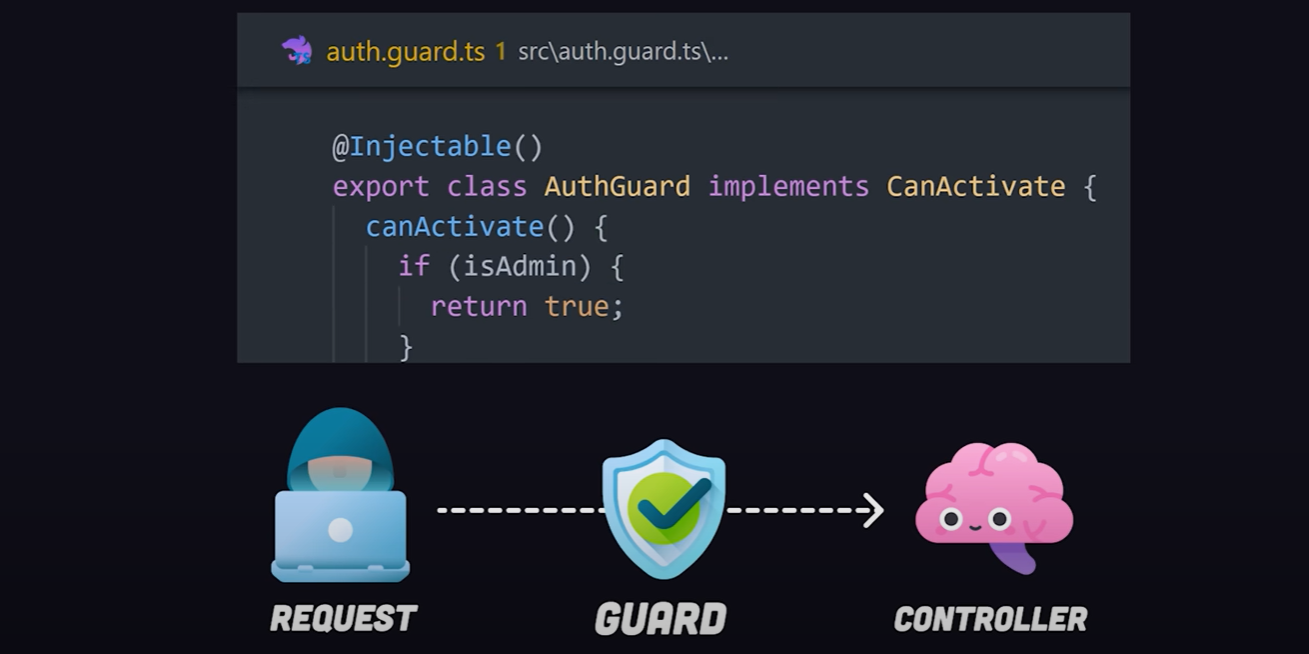 auth.guard.ts 1 src\auth.guard.ts\...
@Injectable()
export class AuthGuard implements CanActivate {
canActivate() {
if (isAdmin) {
return true;
}
REQUEST
GUARD
CONTROLLER